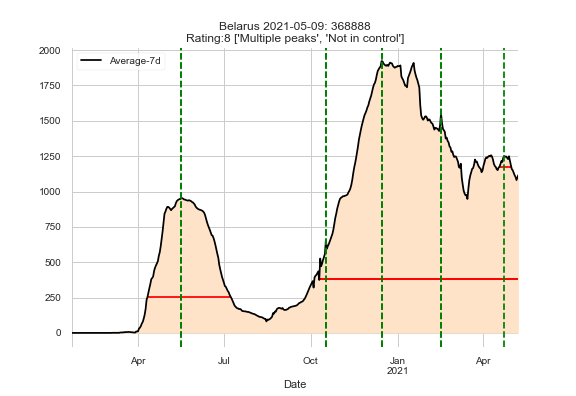 Belarus 2021-05-09: 368888
Rating:8 ['Multiple peaks', 'Not in control']
2000
Average-7d
1750
1500
1250
1000
750
500
250
0
Apr Jul Oct Jan Apr
2021
Date